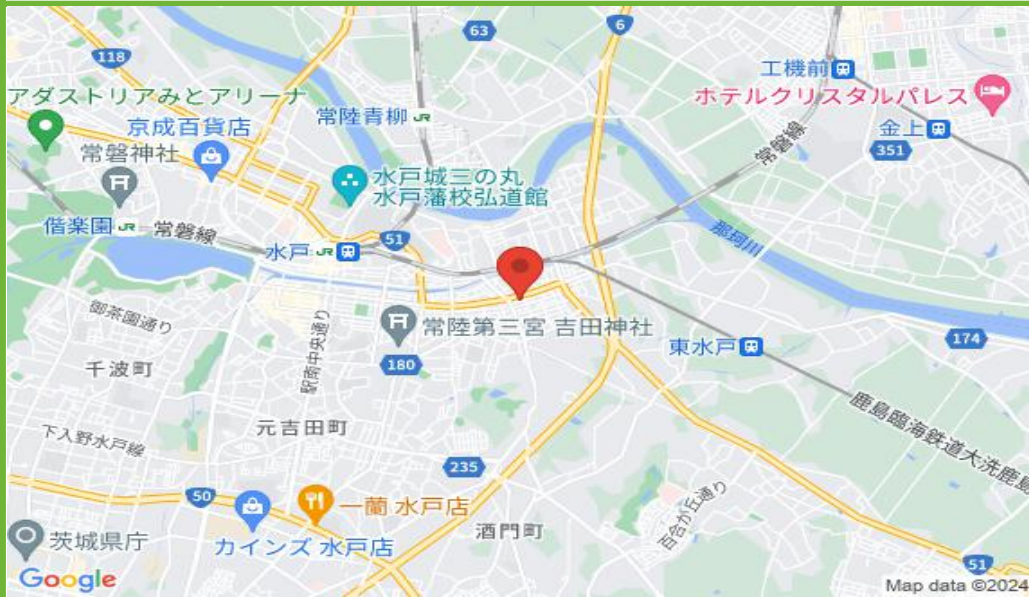 6
63
118
工機前
アダストリアみとアリーナ
常陸青柳 JR
ホテルクリスタルパレス
京成百貨店
金上
常磐線
351
常磐神社
水戸城三の丸
水戸藩校弘道館
偕楽園 JR
常磐線
水戸 JR
51
那珂川
御茶園通り
駅南中央通り
常陸第三宮 吉田神社
東水戸
174
180
千波町
鹿島臨海鉄道大洗鹿島
元吉田町
下入野水戸線
235
50
一蘭 水戸店
百合が丘通り
酒門町
茨城県庁
カインズ 水戸店
51
Google
Map data ©2024